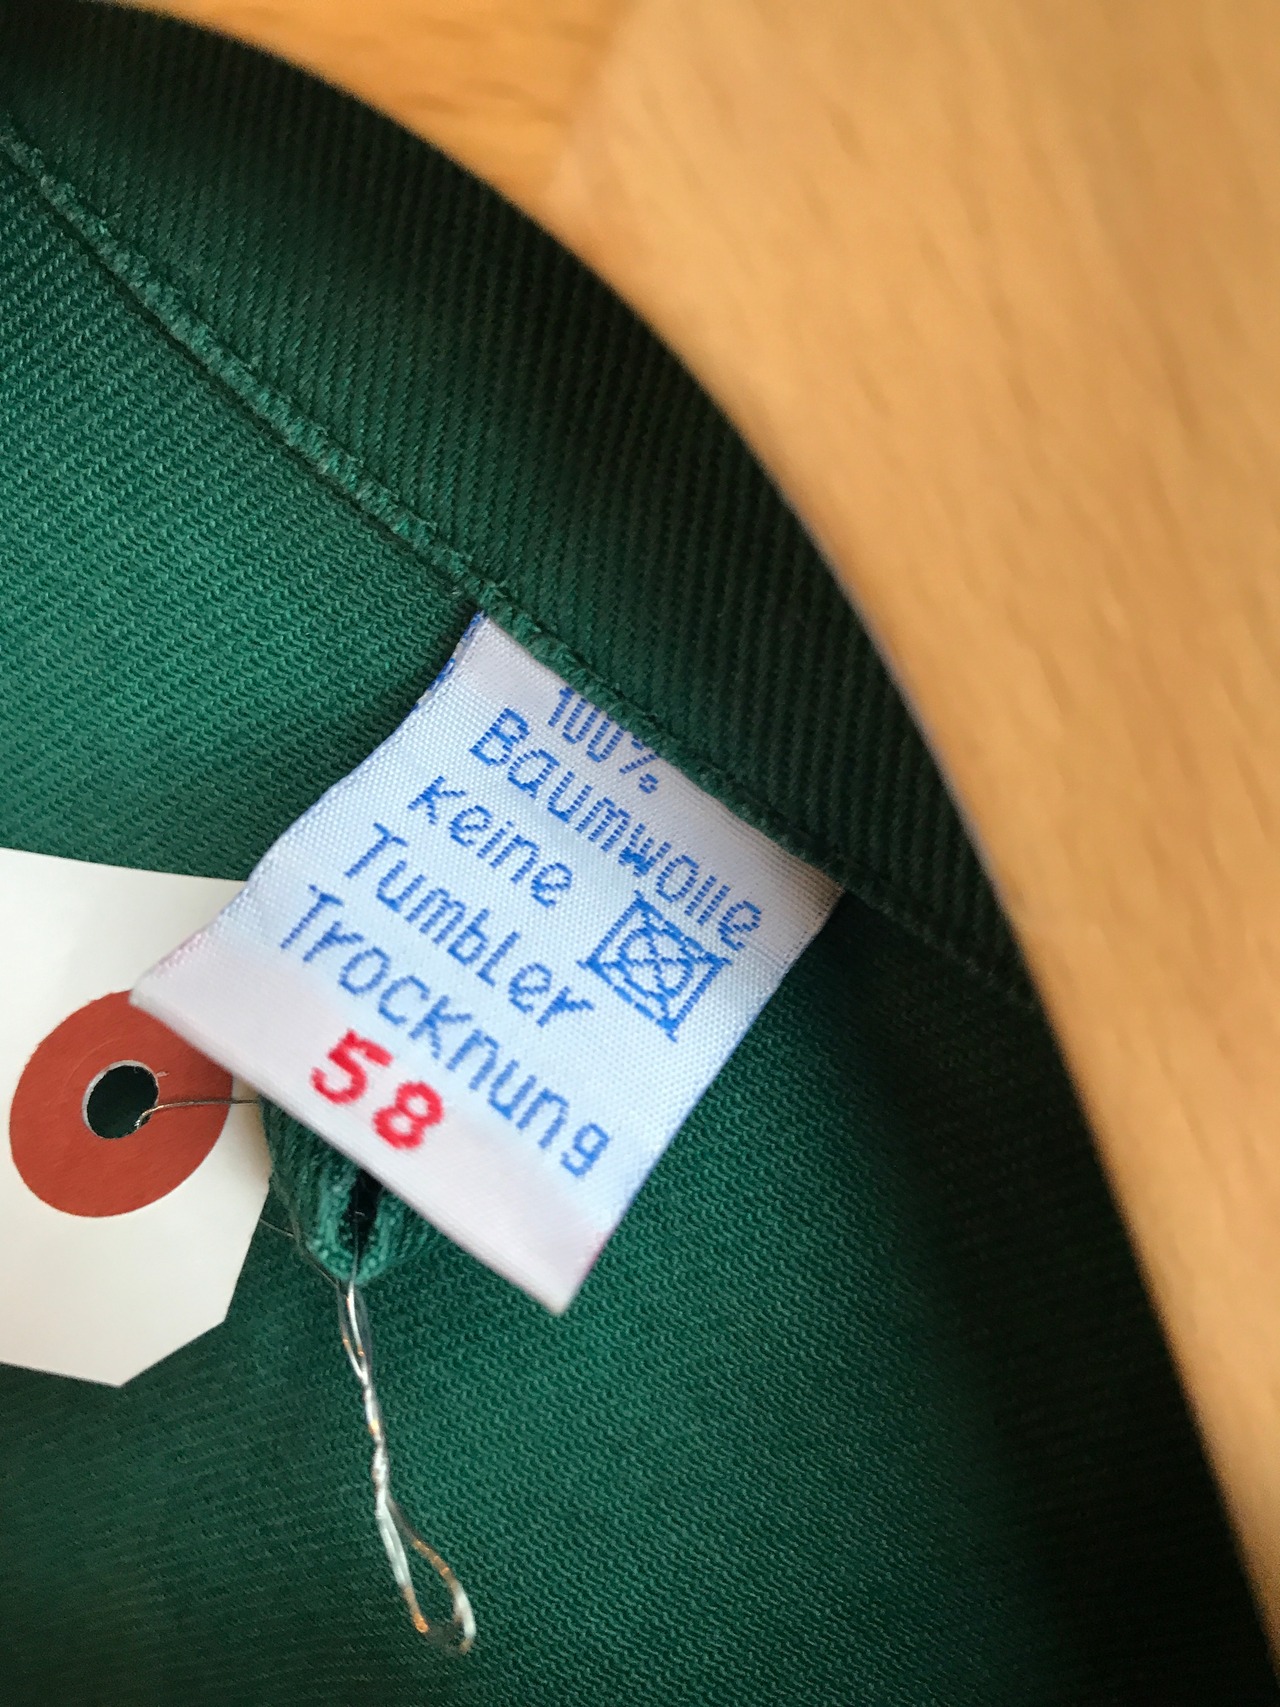 100%
Baumwolle
keine
Tumbler
Trocknung
58